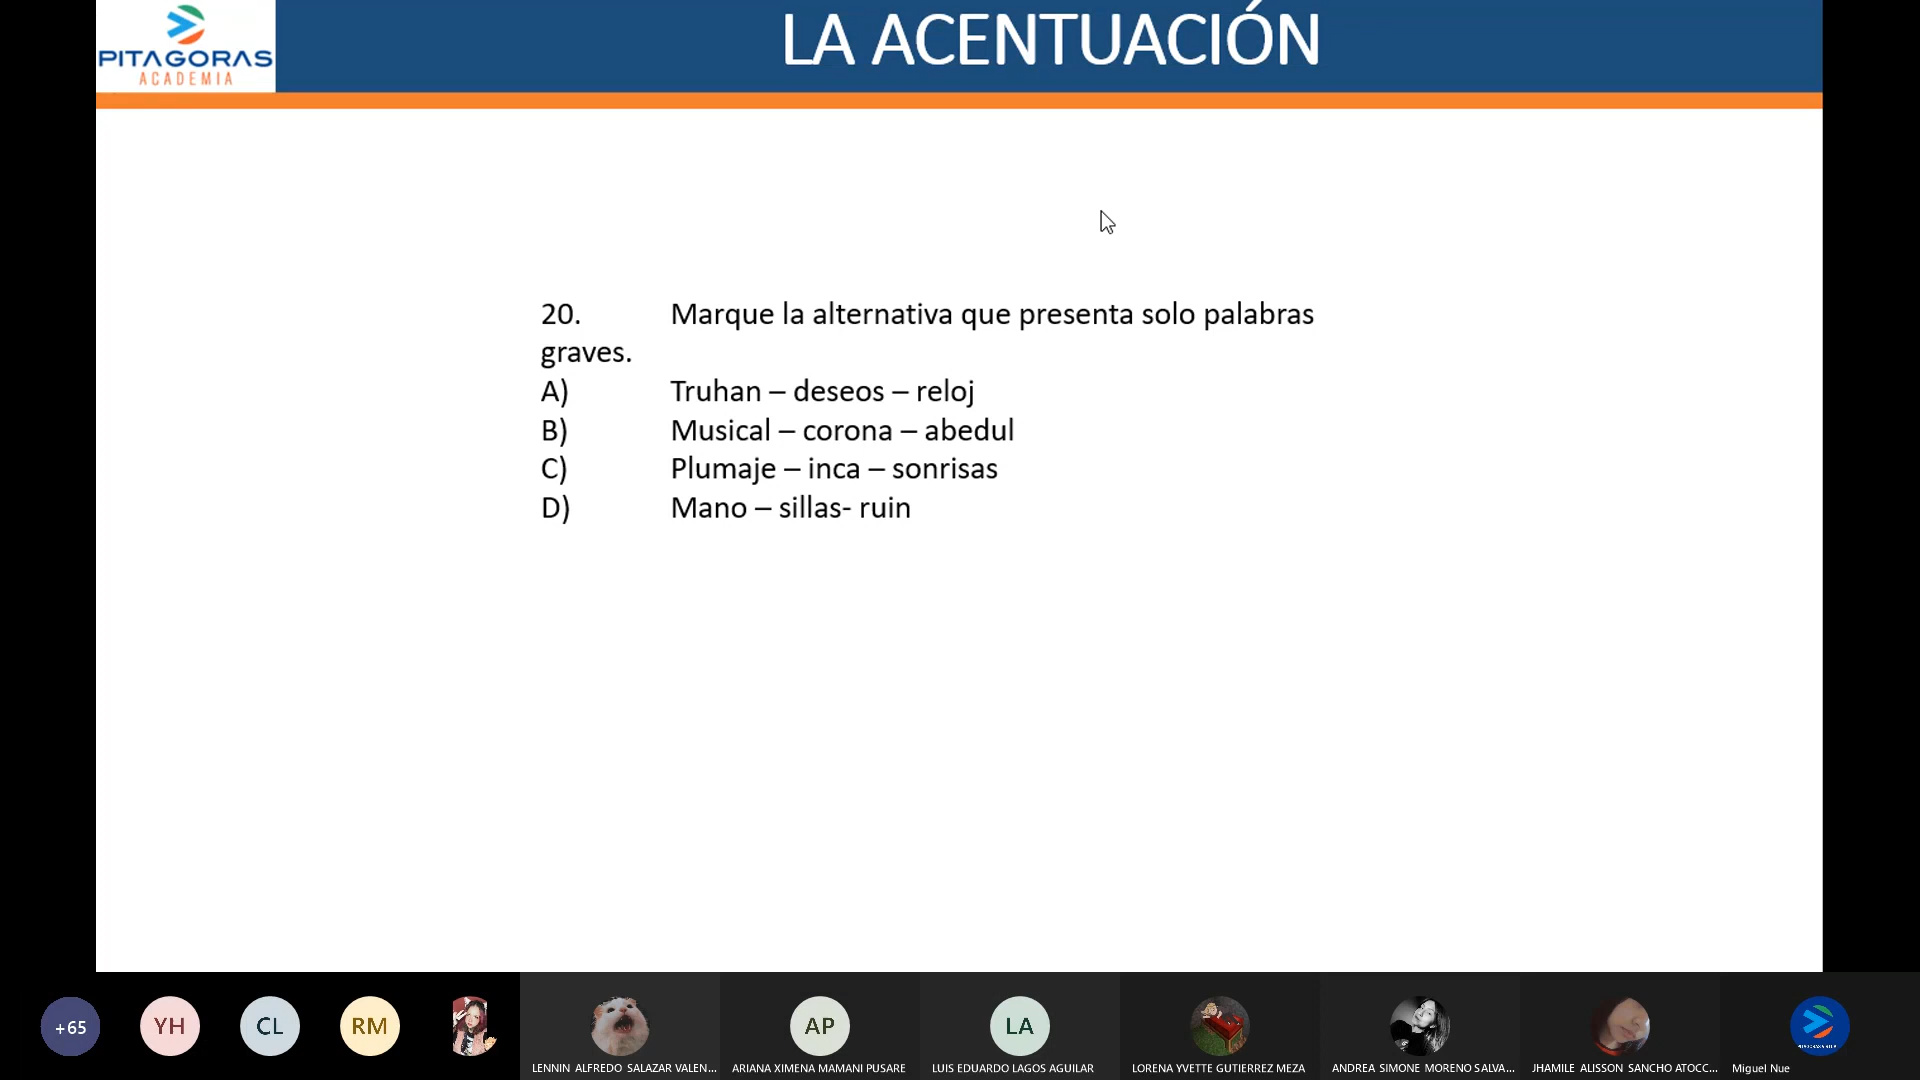 PITAGORAS
ACADEMIA
LA ACENTUACIÓN
20. Marque la alternativa que presenta solo palabras
graves.
A) Truhan – deseos – reloj
B) Musical – corona – abedul
C) Plumaje – inca – sonrisas
D) Mano – sillas- ruin
+65
YH
CL
RM
AP
LA
LENNIN ALFREDO SALAZAR VALEN...
ARIANA XIMENA MAMANI PUSARE
LUIS EDUARDO LAGOS AGUILAR
LORENA YVETTE GUTIERREZ MEZA
ANDREA SIMONE MORENO SALVA...
JHAMILE ALISSON SANCHO ATOCC...
Miguel Nue